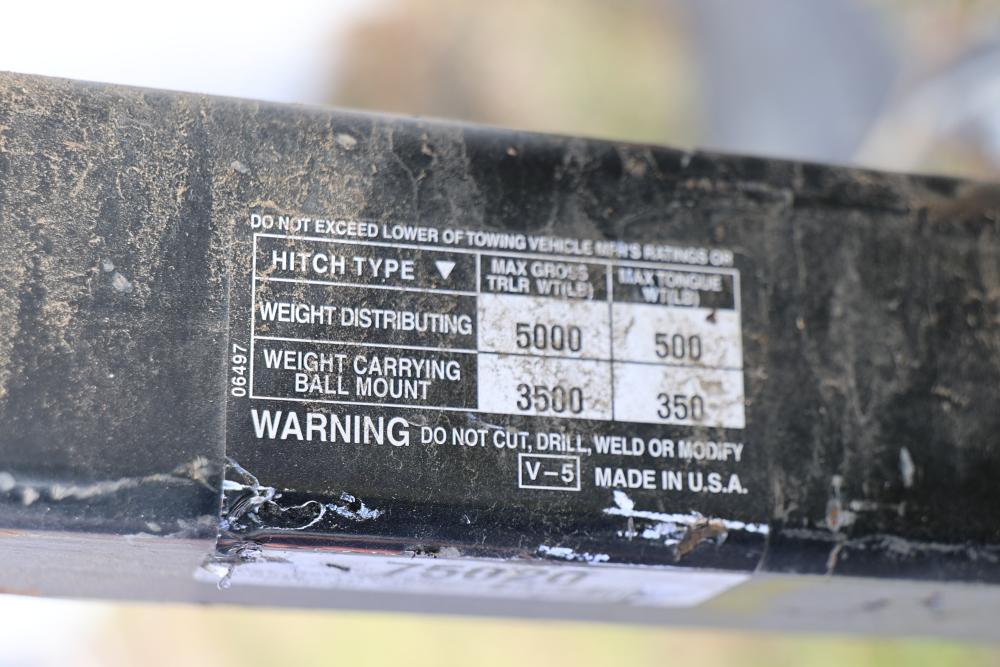 DO NOT EXCEED LOWER OF TOWING VEHICLE MFR'S RATINGS OR
HITCH TYPE ▼ MAX GROSS TRLR WT(LB) MAX TONGUE WT(LB)
WEIGHT DISTRIBUTING 5000 500
WEIGHT CARRYING BALL MOUNT 3500 350
06497
WARNING DO NOT CUT, DRILL, WELD OR MODIFY
V-5 MADE IN U.S.A.